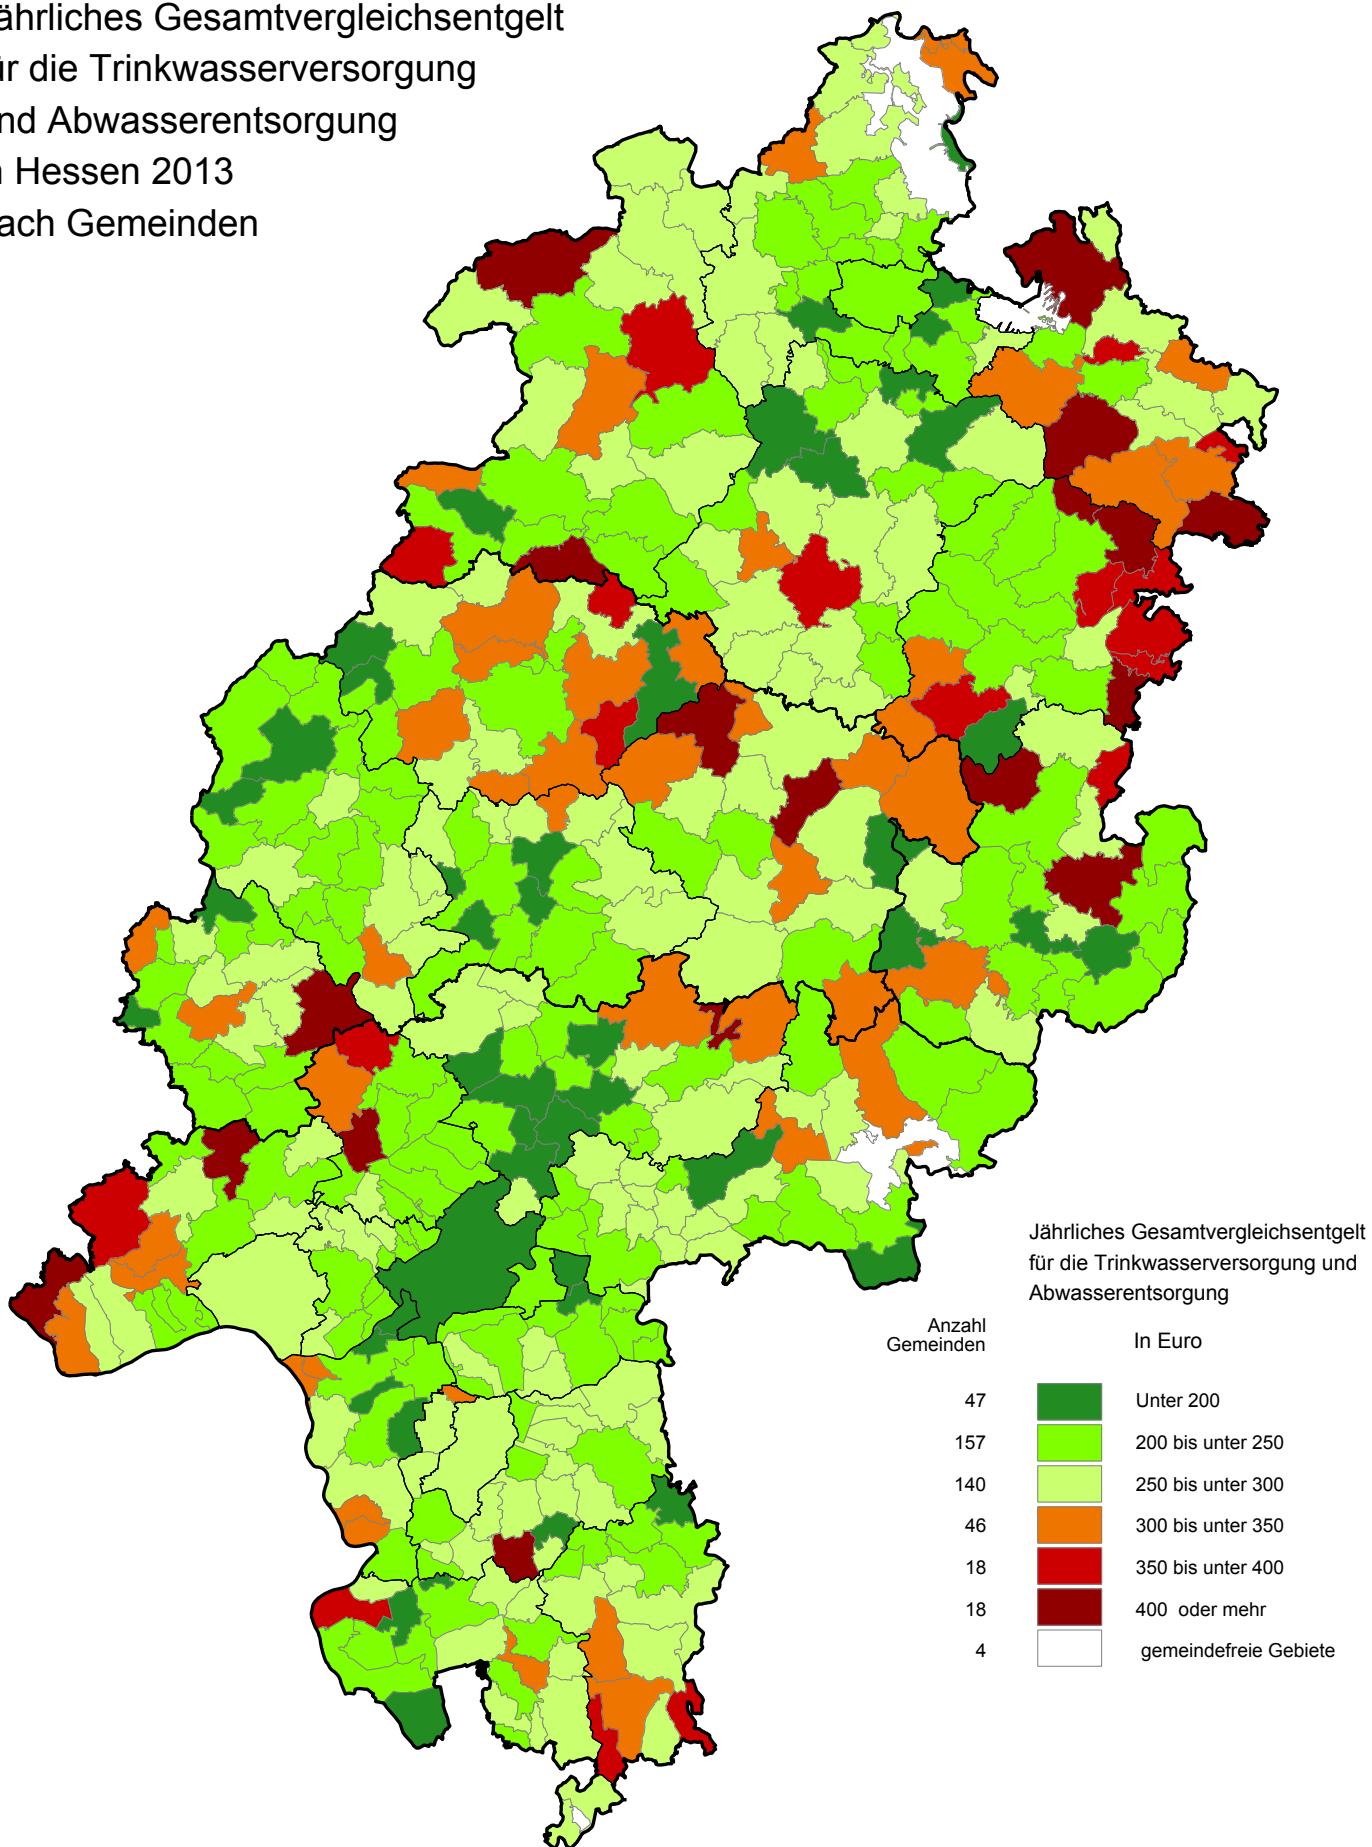 ährliches Gesamtvergleichsentgelt
ür die Trinkwasserversorgung
nd Abwasserentsorgung
n Hessen 2013
ach Gemeinden
Jährliches Gesamtvergleichsentgelt
für die Trinkwasserversorgung und
Abwasserentsorgung
Anzahl
Gemeinden
In Euro
47 Unter 200
157 200 bis unter 250
140 250 bis unter 300
46 300 bis unter 350
18 350 bis unter 400
18 400 oder mehr
4 gemeindefreie Gebiete